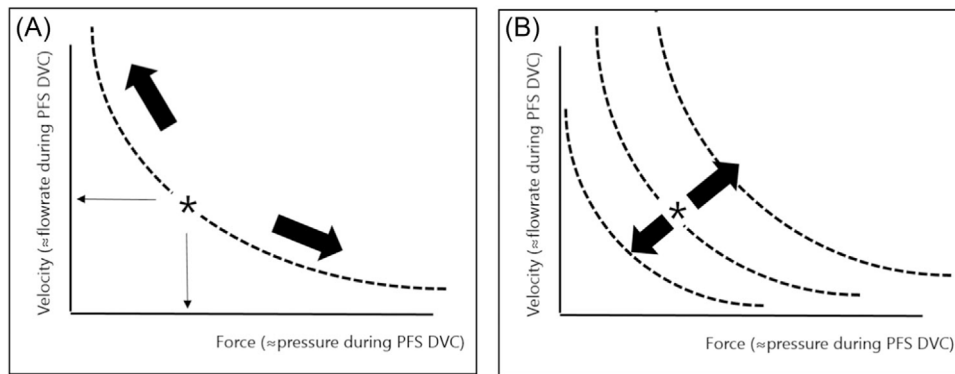 (A)
Velocity (≈flowrate during PFS DVC)
*
Force (≈pressure during PFS DVC)
(B)
Velocity (≈flowrate during PFS DVC)
*
Force (≈pressure during PFS DVC)